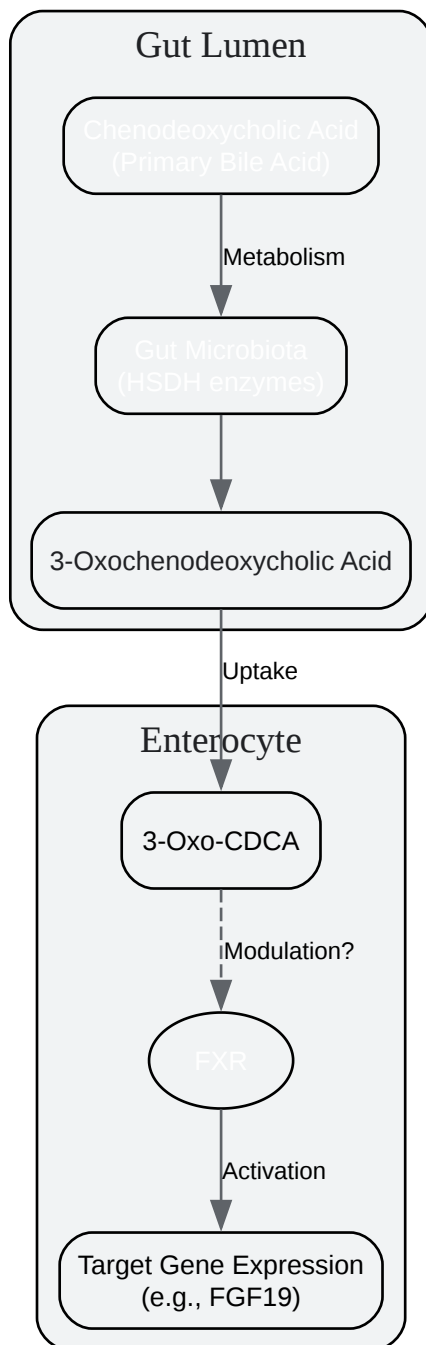 Gut Lumen
Chenodeoxycholic Acid
(Primary Bile Acid)
Metabolism
Gut Microbiota
(HSDH enzymes)
3-Oxochenodeoxycholic Acid
Uptake
Enterocyte
3-Oxo-CDCA
Modulation?
FXR
Activation
Target Gene Expression
(e.g., FGF19)